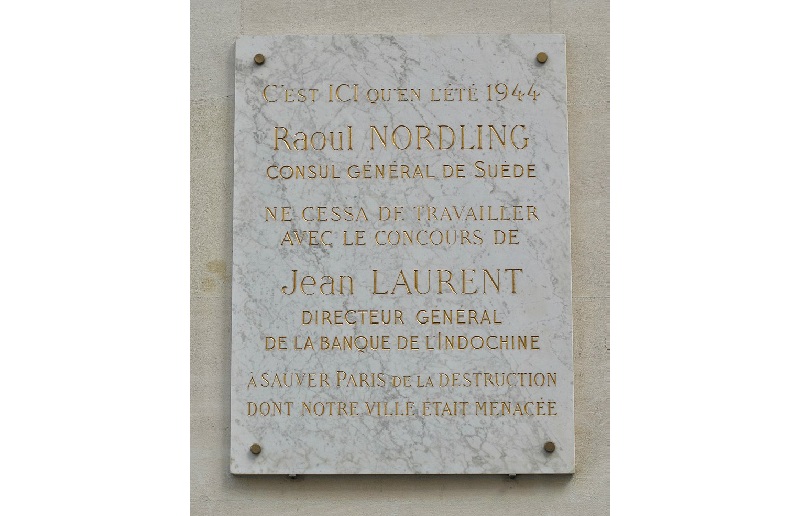 C'EST ICI QU'EN L'ÉTÉ 1944
Raoul NORDLING
CONSUL GÉNÉRAL DE SUÈDE
NE CESSA DE TRAVAILLER
AVEC LE CONCOURS DE
Jean LAURENT
DIRECTEUR GÉNÉRAL
DE LA BANQUE DE L'INDOCHINE
À SAUVER PARIS DE LA DESTRUCTION
DONT NOTRE VILLE ÉTAIT MENACÉE